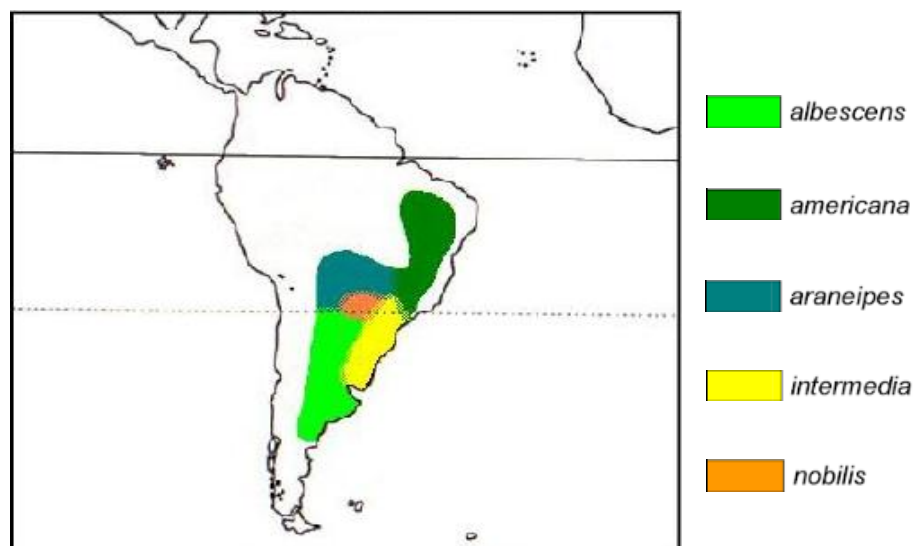 albescens
americana
araneipes
intermedia
nobilis